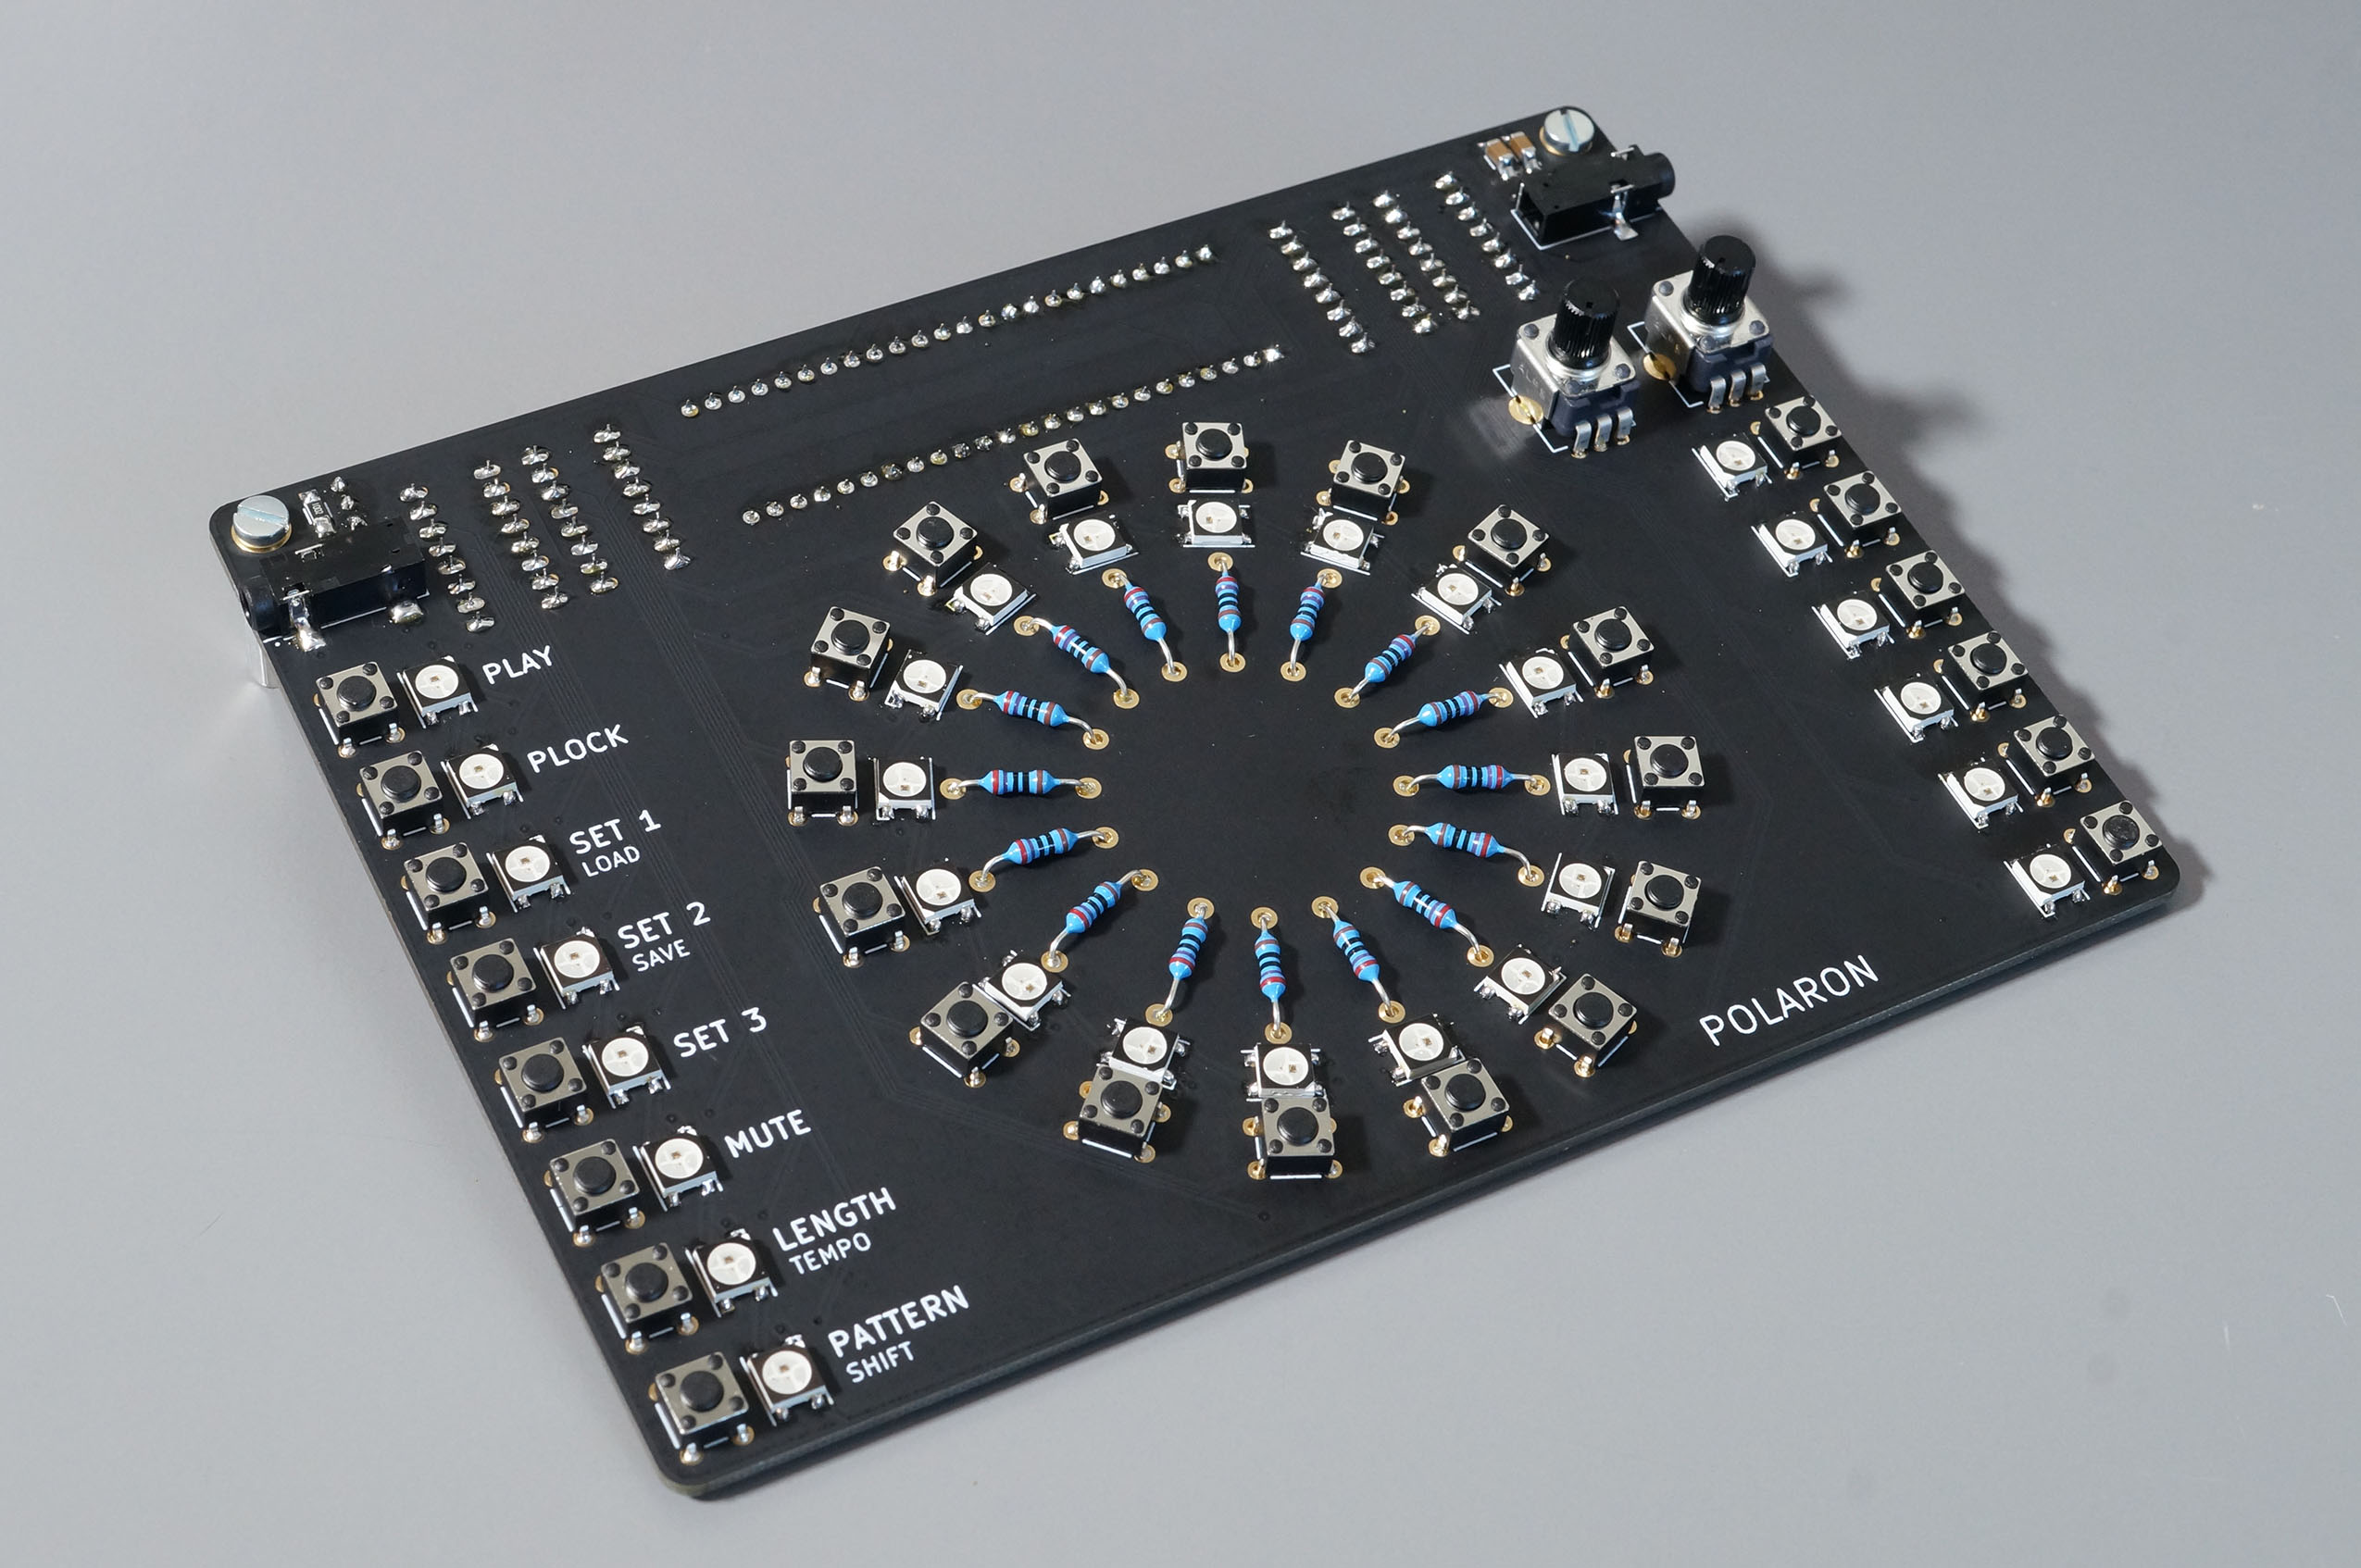 PLAY
PLOCK
SET 1
LOAD
SET 2
SAVE
SET 3
MUTE
LENGTH
TEMPO
PATTERN
SHIFT
POLARON